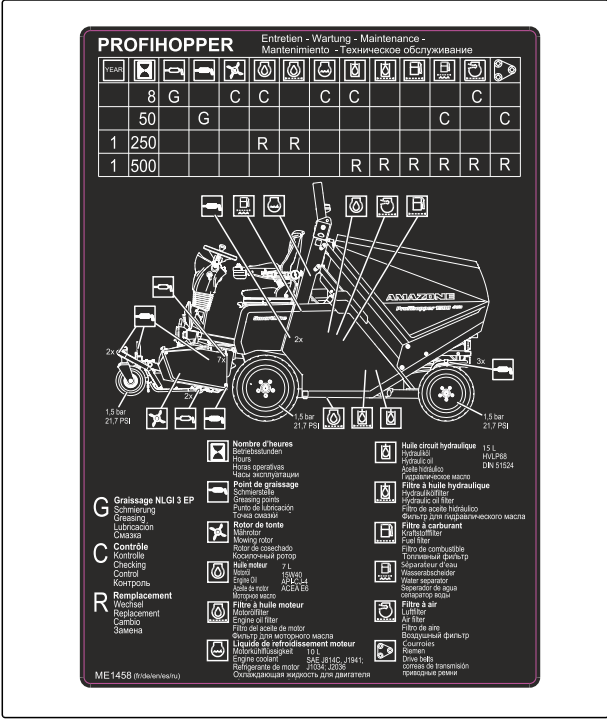 PROFIHOPPER
Entretien - Wartung - Maintenance -
Mantenimiento - Техническое обслуживание
YEAR
8 G C C C C C
50 G C C
1 250 R R
1 500 R R R R R R
AMAZONE
Profihopper
2x
7x
2x
2x
3x
1,5 bar
21,7 PSI
1,5 bar
21,7 PSI
1,5 bar
21,7 PSI
G Graissage NLGI 3 EP
Schmierung
Greasing
Lubricación
Смазка
C Contrôle
Kontrolle
Checking
Control
Контроль
R Remplacement
Wechsel
Replacement
Cambio
Замена
Nombre d'heures
Betriebsstunden
Hours
Horas operativas
Часы эксплуатации
Point de graissage
Schmierstelle
Greasing points
Punto de lubricación
Точка смазки
Rotor de tonte
Mährotor
Mowing rotor
Rotor de cosechado
Косилочный ротор
Huile moteur 7 L
Motoröl 15W40
Engine Oil API-CJ-4
Aceite de motor ACEA E6
Моторное масло
Filtre à huile moteur
Motorölfilter
Engine oil filter
Filtro del aceite de motor
Фильтр для моторного масла
Liquide de refroidissement moteur
Motorkühlflüssigkeit 10 L
Engine coolant SAE J814C, J1941;
Refrigerante de motor J1034; J2036
Охлаждающая жидкость для двигателя
Huile circuit hydraulique 15 L
Hydrauliköl HVLP68
Hydraulic oil DIN 51524
Aceite hidráulico
Гидравлическое масло
Filtre à huile hydraulique
Hydraulikölfilter
Hydraulic oil filter
Filtro de aceite hidráulico
Фильтр для гидравлического масла
Filtre à carburant
Kraftstofffilter
Fuel filter
Filtro de combustible
Топливный фильтр
Séparateur d'eau
Wasserabscheider
Water separator
Seperador de agua
сепаратор воды
Filtre à air
Luftfilter
Air filter
Filtro de aire
Воздушный фильтр
Courroies
Riemen
Drive belts
correas de transmisión
приводные ремни
ME1458 (fr/de/en/es/ru)